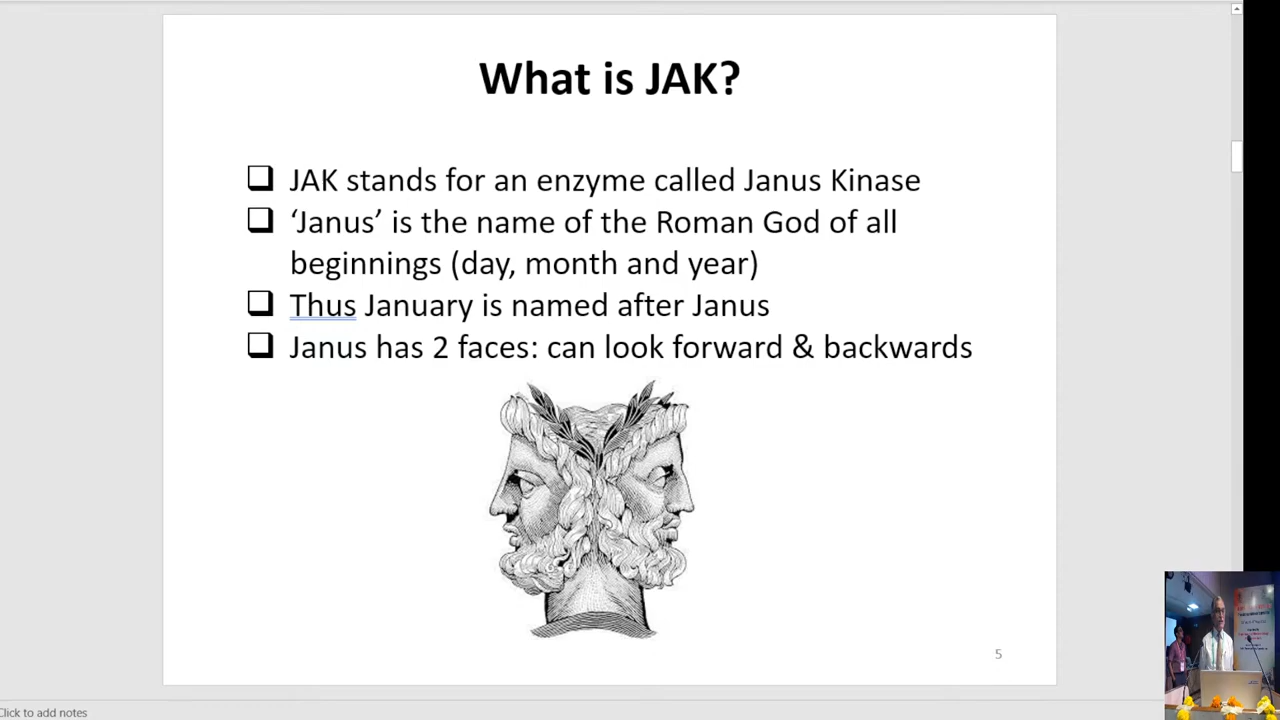 What is JAK?
❑ JAK stands for an enzyme called Janus Kinase
❑ ‘Janus’ is the name of the Roman God of all
beginnings (day, month and year)
❑ Thus January is named after Janus
❑ Janus has 2 faces: can look forward & backwards
5
Click to add notes